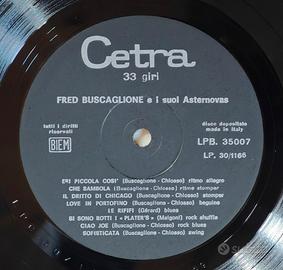 Cetra
33 giri
FRED BUSCAGLIONE e i suoi Asternovas
tutti i diritti
riservati
BIEM
disco depositato
made in Italy
LPB. 35007
LP. 30/1165
ERI PICCOLA COSI' (Buscaglione - Chiosso) ritmo allegro
CHE BAMBOLA (Buscaglione - Chiosso) ritmo stomper
IL DRITTO DI CHICAGO (Buscaglione - Chiosso) stomper
LOVE IN PORTOFINO (Buscaglione - Chiosso) beguine
LE RIFIFI (Gérard) blues
SI SONO ROTTI I « PLATER'S » (Malgoni) rock shuffle
CIAO JOE (Buscaglione - Chiosso) rock blues
SOFISTICATA (Buscaglione - Chiosso) swing
subito